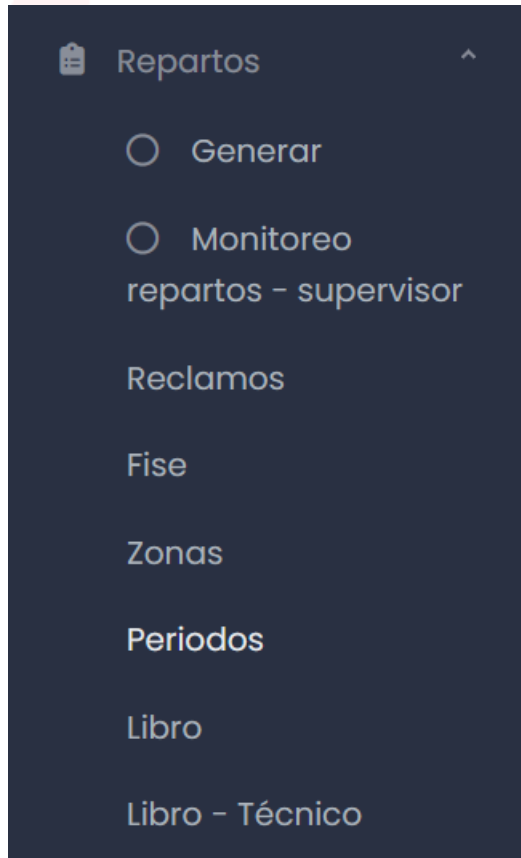 Repartos
Generar
Monitoreo
repartos - supervisor
Reclamos
Fise
Zonas
Periodos
Libro
Libro - Técnico